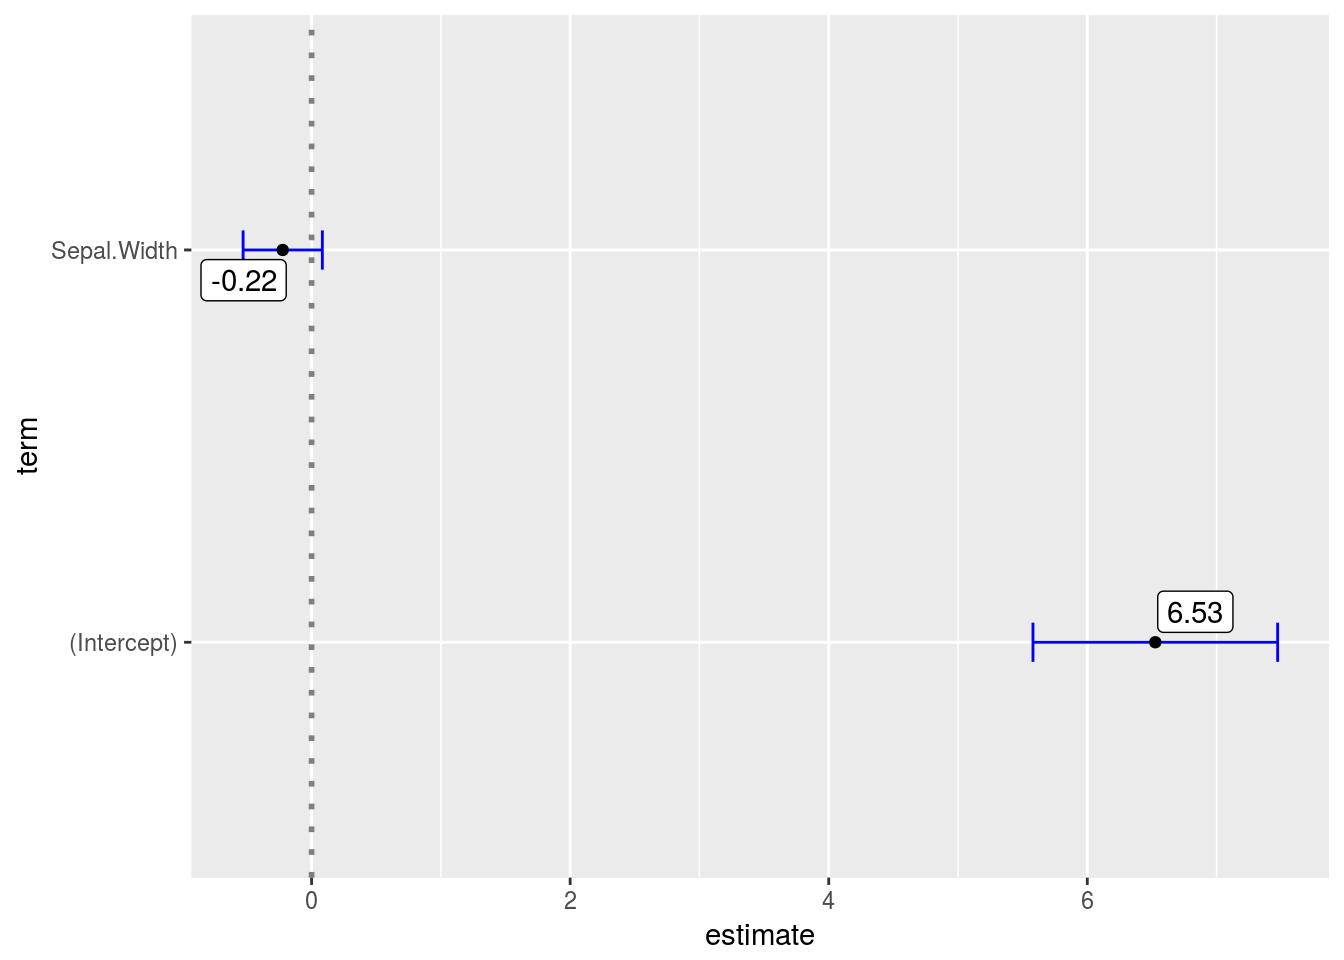 Sepal.Width
-0.22
term
6.53
(Intercept)
0 2 4 6
estimate